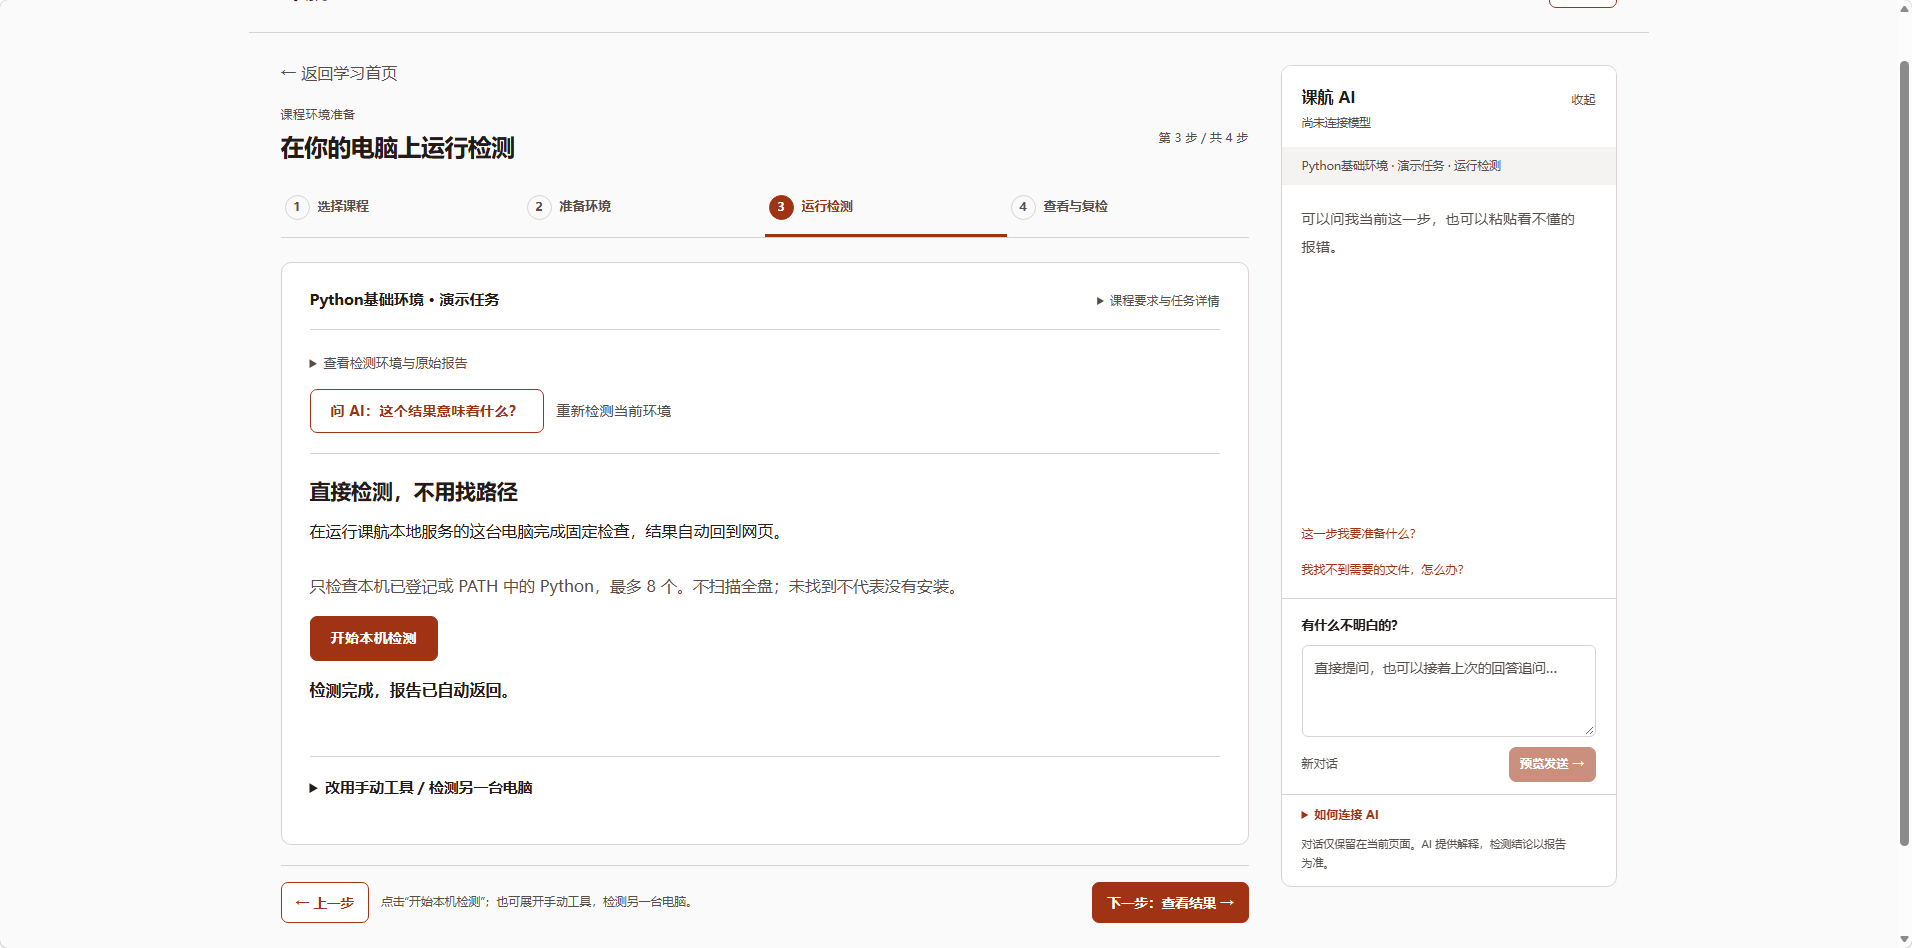 ← 返回学习首页
课程环境准备
在你的电脑上运行检测
第 3 步 / 共 4 步
1 选择课程
2 准备环境
3 运行检测
4 查看与复检
Python基础环境 · 演示任务
▶ 课程要求与任务详情
▶ 查看检测环境与原始报告
问 AI：这个结果意味着什么？
重新检测当前环境
直接检测，不用找路径
在运行课航本地服务的这台电脑完成固定检查，结果自动回到网页。
只检查本机已登记或 PATH 中的 Python，最多 8 个。不扫描全盘；未找到不代表没有安装。
开始本机检测
检测完成，报告已自动返回。
▶ 改用手动工具 / 检测另一台电脑
← 上一步
点击“开始本机检测”；也可展开手动工具，检测另一台电脑。
下一步：查看结果 →
课航 AI
收起
尚未连接模型
Python基础环境 · 演示任务 · 运行检测
可以问我当前这一步，也可以粘贴看不懂的
报错。
这一步我要准备什么？
我找不到需要的文件，怎么办？
有什么不明白的？
直接提问，也可以接着上次的回答追问...
新对话
预览发送 →
▶ 如何连接 AI
对话仅保留在当前页面。AI 提供解释，检测结论以报告
为准。